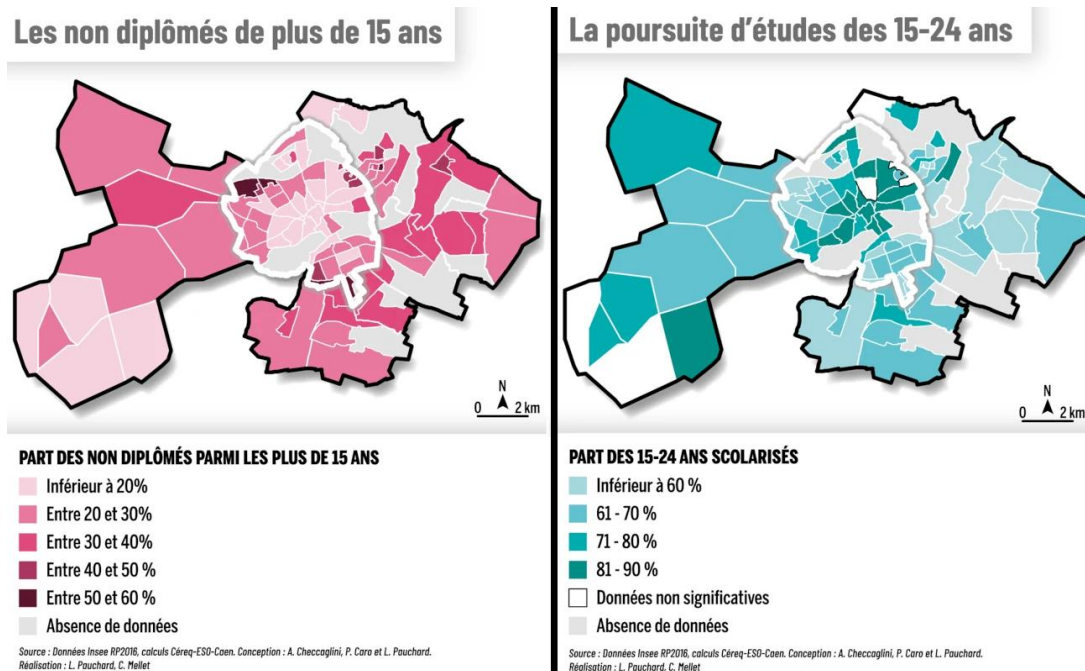 Les non diplômés de plus de 15 ans
N
0 2 km
PART DES NON DIPLÔMÉS PARMI LES PLUS DE 15 ANS
Inférieur à 20%
Entre 20 et 30%
Entre 30 et 40%
Entre 40 et 50 %
Entre 50 et 60 %
Absence de données
Source : Données Insee RP2016, calculs Céreq-ESO-Caen. Conception : A. Checcaglini, P. Caro et L. Pauchard.
Réalisation : L. Pauchard, C. Mellet
La poursuite d'études des 15-24 ans
N
0 2 km
PART DES 15-24 ANS SCOLARISÉS
Inférieur à 60 %
61 - 70 %
71 - 80 %
81 - 90 %
Données non significatives
Absence de données
Source : Données Insee RP2016, calculs Céreq-ESO-Caen. Conception : A. Checcaglini, P. Caro et L. Pauchard.
Réalisation : L. Pauchard, C. Mellet